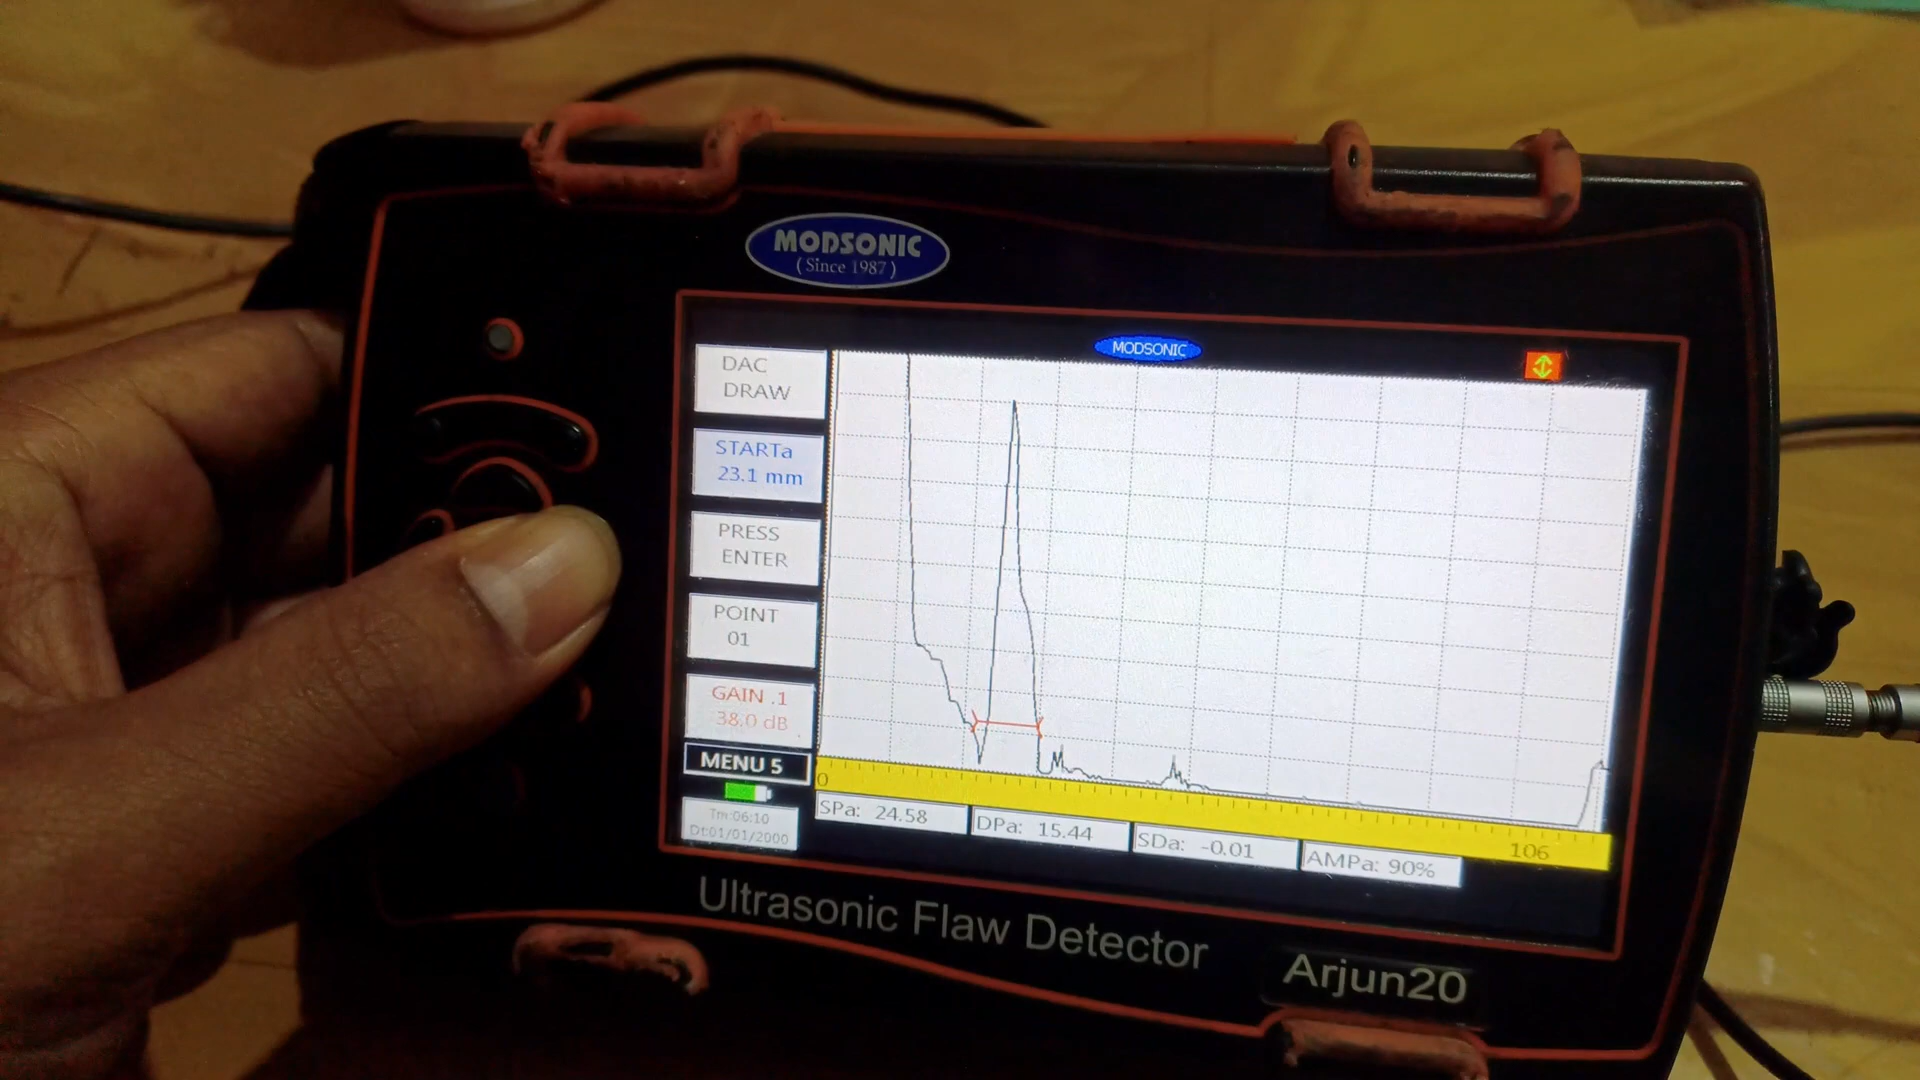 MODSONIC
(Since 1987)
MODSONIC
DAC
DRAW
STARTa
23.1 mm
PRESS
ENTER
POINT
01
GAIN .1
38.0 dB
MENU 5
Tm:06:10
Dt:01/01/2000
0
106
SPa: 24.58
DPa: 15.44
SDa: -0.01
AMPa: 90%
Ultrasonic Flaw Detector
Arjun20